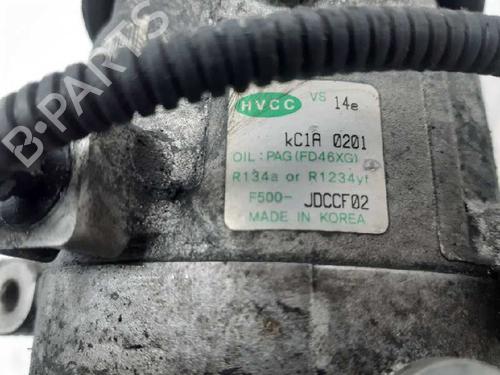 HVCC VS 14e
kC1A 0201
OIL : PAG (FD46XG)
R134a or R1234yf
F500- JDCCF02
MADE IN KOREA
B-PARTS